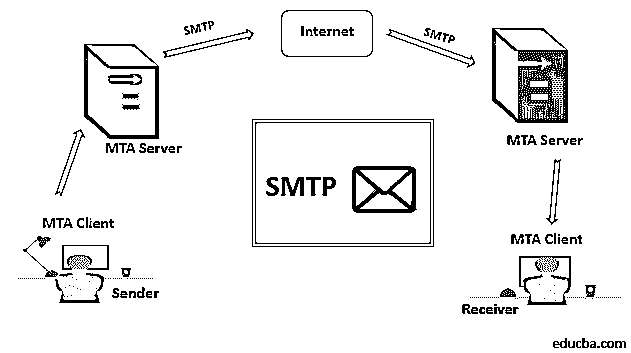 SMTP
Internet
SMTP
MTA Server
MTA Server
SMTP
MTA Client
MTA Client
Sender
Receiver
educba.com